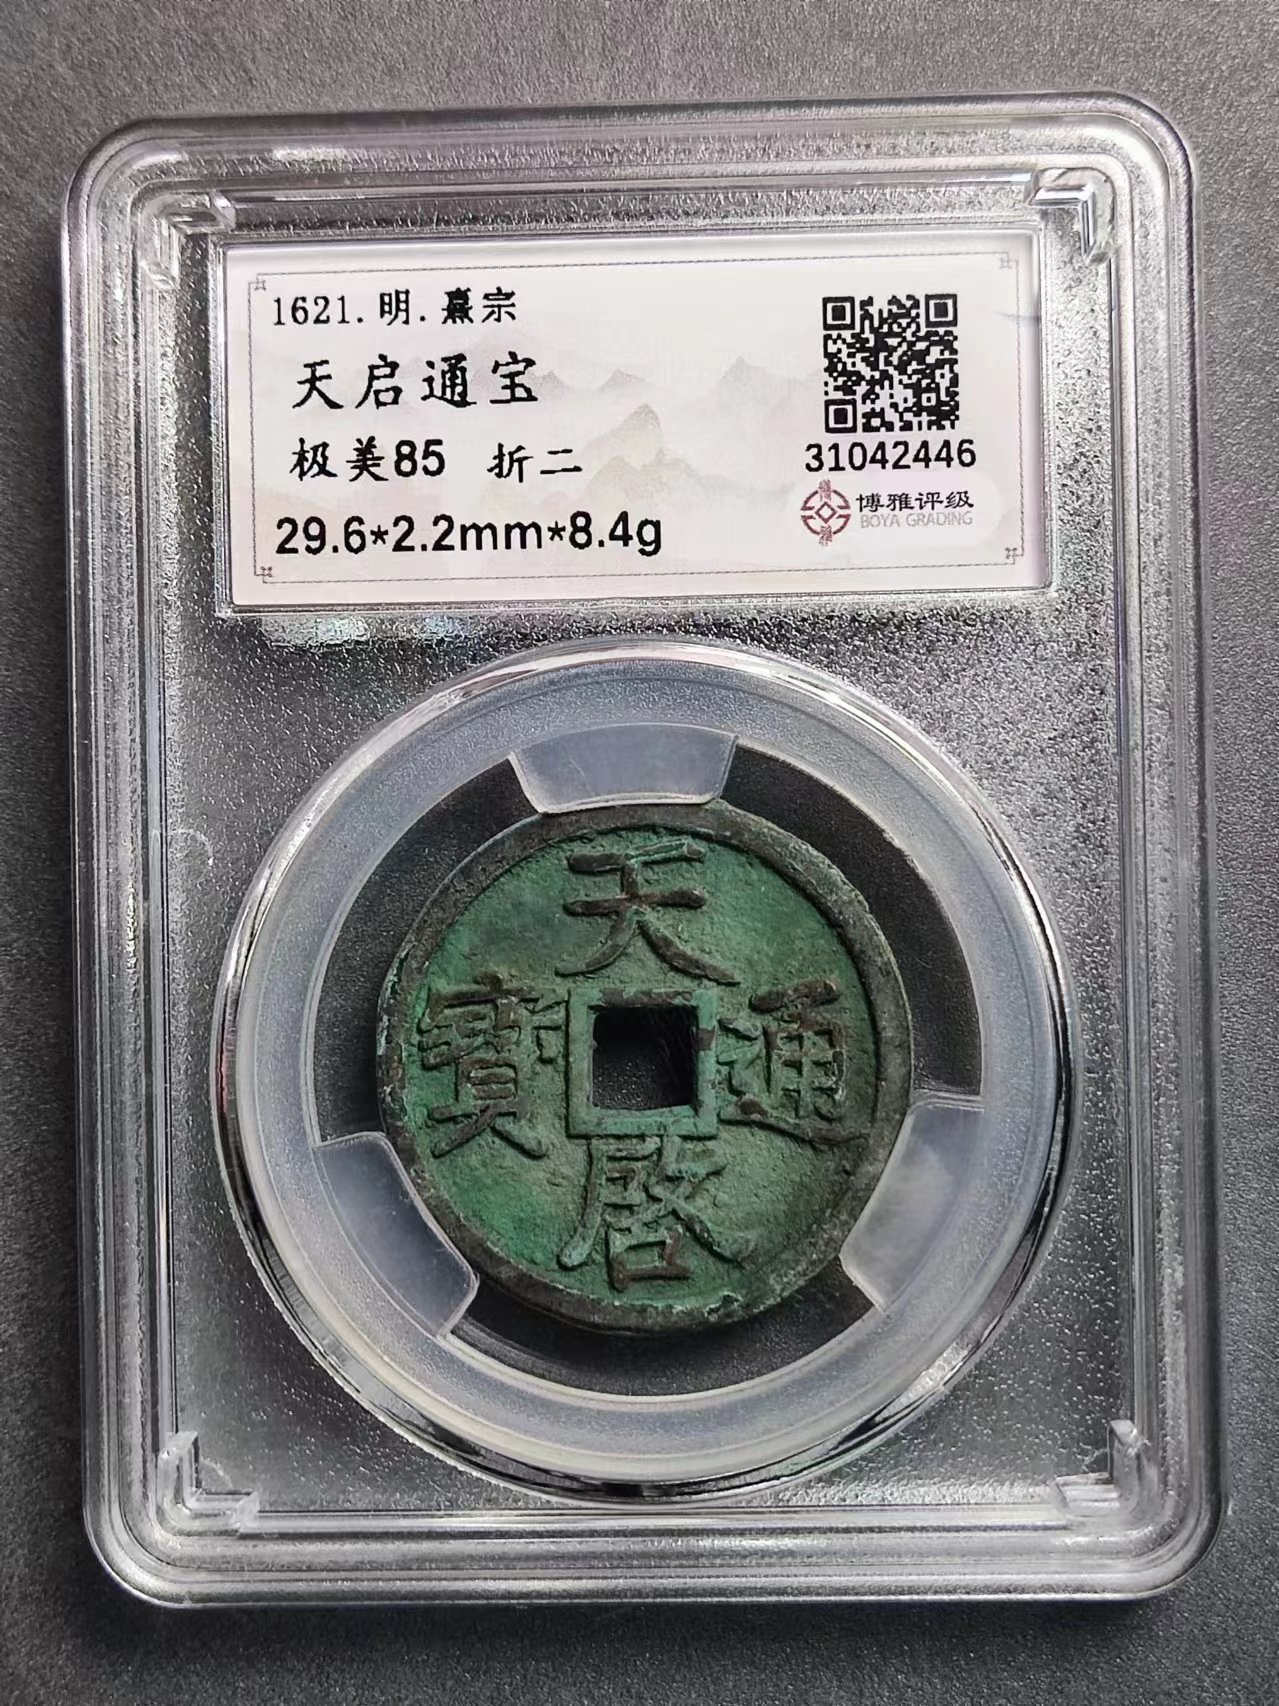 1621.明.熹宗
天启通宝
极美85 折二
29.6*2.2mm*8.4g
31042446
博雅评级
BOYA GRADING
天
寶 通
啓